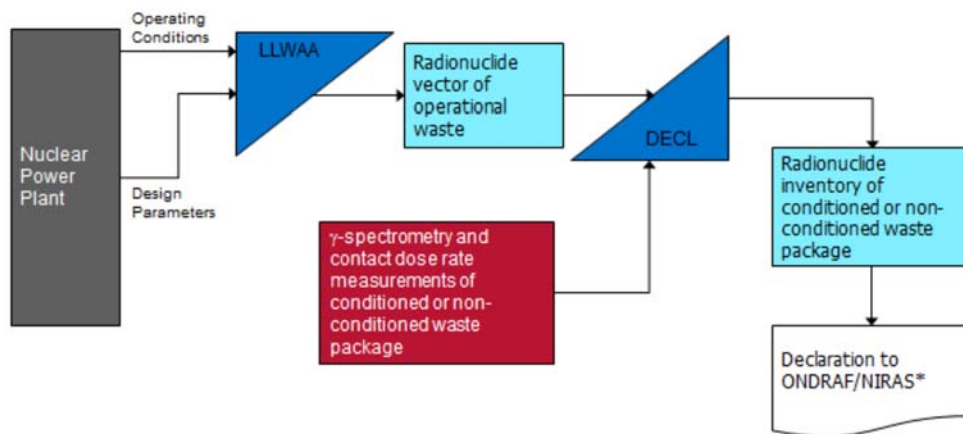 Operating
Conditions
LLWAA
Radionuclide
vector of
operational
waste
DECL
Nuclear
Power
Plant
Design
Parameters
Radionuclide
inventory of
conditioned or non-
conditioned waste
package
γ-spectrometry and
contact dose rate
measurements of
conditioned or non-
conditioned waste
package
Declaration to
ONDRAF/NIRAS*